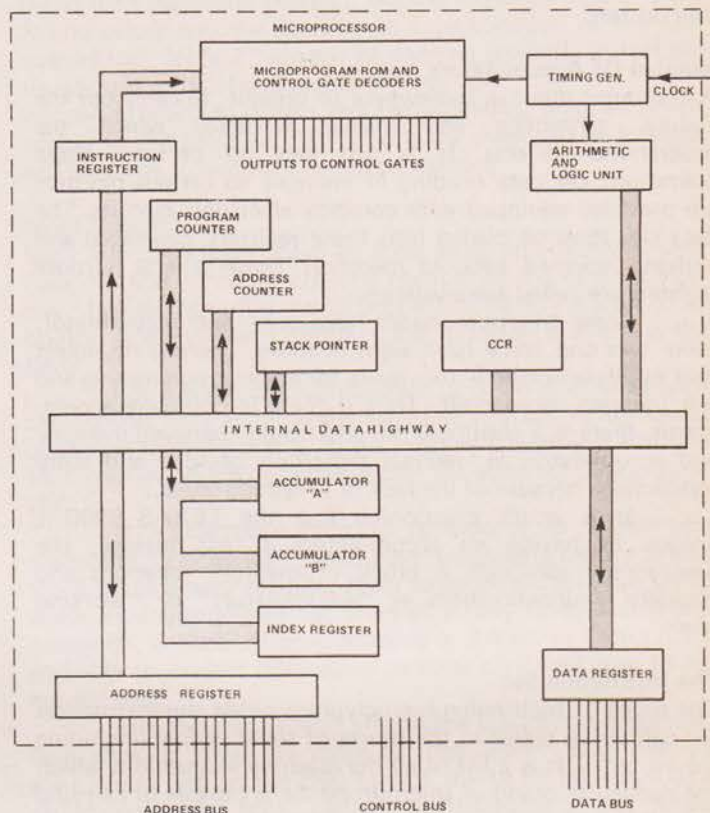 MICROPROCESSOR
MICROPROGRAM ROM AND
CONTROL GATE DECODERS
TIMING GEN.
CLOCK
OUTPUTS TO CONTROL GATES
INSTRUCTION
REGISTER
ARITHMETIC
AND
LOGIC UNIT
PROGRAM
COUNTER
ADDRESS
COUNTER
STACK POINTER
CCR
INTERNAL DATAHIGHWAY
ACCUMULATOR
"A"
ACCUMULATOR
"B"
INDEX REGISTER
ADDRESS REGISTER
DATA REGISTER
ADDRESS BUS
CONTROL BUS
DATA BUS